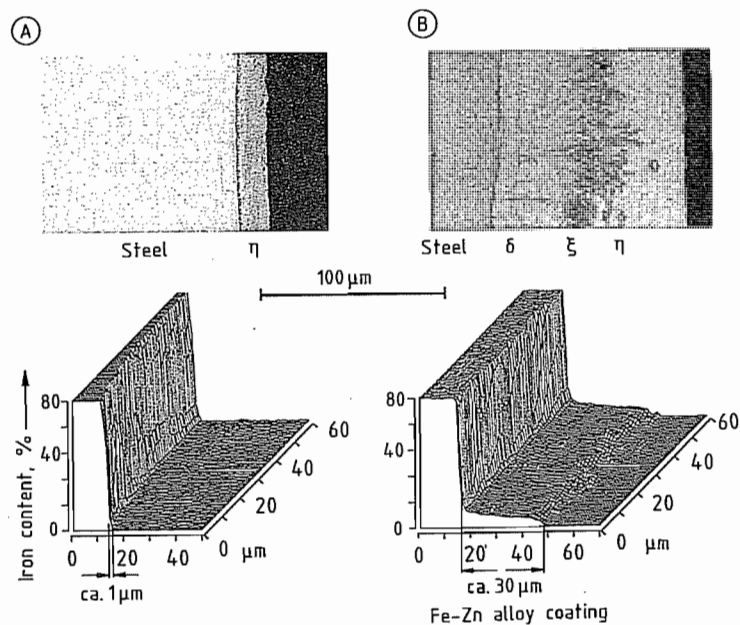 A
B
Steel η
Steel δ ξ η
100 μm
Iron content, %
80
40
0
0 20 40
0 20 40 60
μm
ca. 1 μm
80
40
0
0 20 40 60
0 20 40 60
μm
ca. 30 μm
Fe-Zn alloy coating